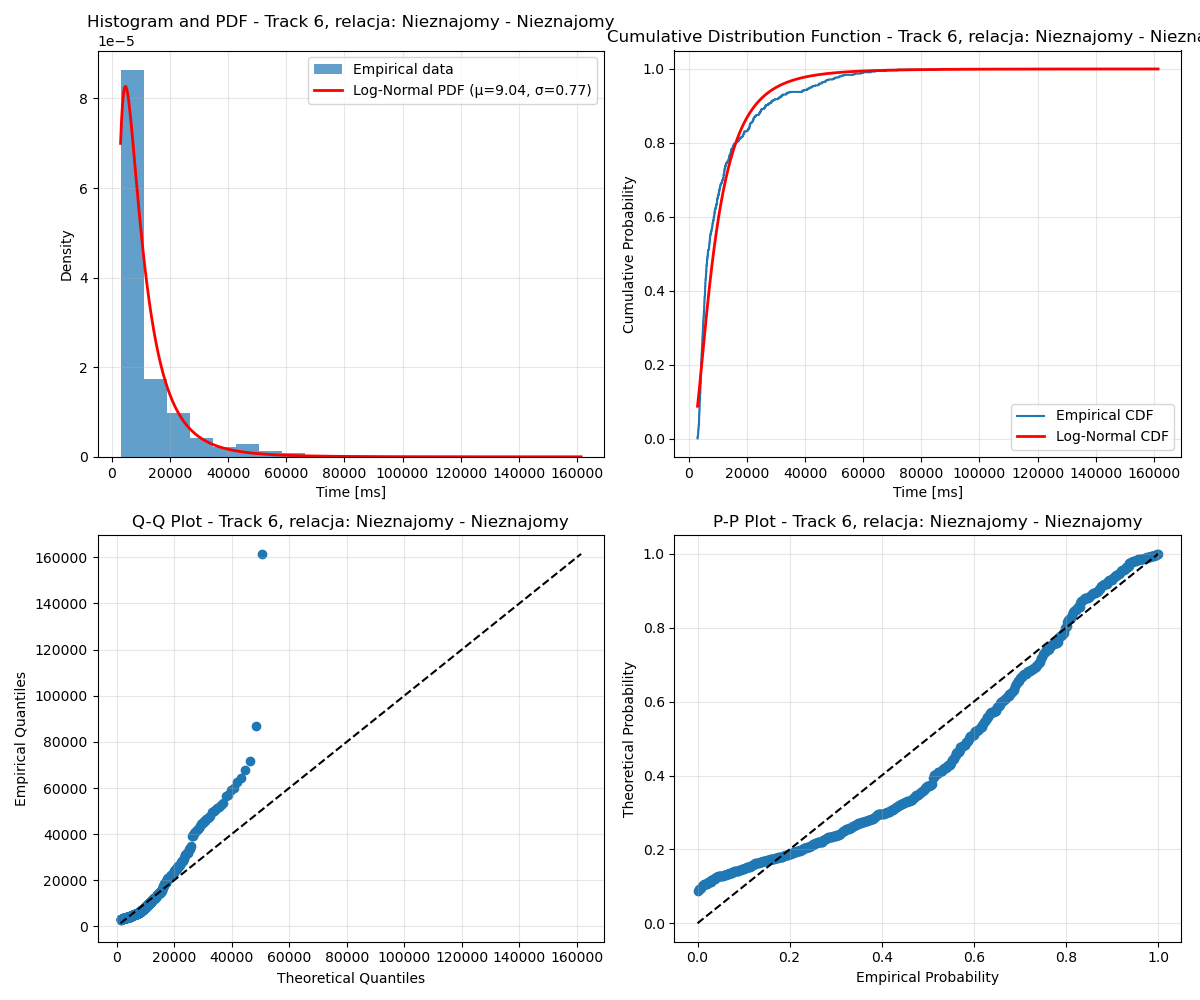 Histogram and PDF - Track 6, relacja: Nieznajomy - Nieznajomy
1e−5
8
6
4
2
0
Density
Empirical data
Log-Normal PDF (μ=9.04, σ=0.77)
0 20000 40000 60000 80000 100000 120000 140000 160000
Time [ms]
Cumulative Distribution Function - Track 6, relacja: Nieznajomy - Niezna
1.0
0.8
0.6
0.4
0.2
0.0
Cumulative Probability
Empirical CDF
Log-Normal CDF
0 20000 40000 60000 80000 100000 120000 140000 160000
Time [ms]
Q-Q Plot - Track 6, relacja: Nieznajomy - Nieznajomy
160000
140000
120000
100000
80000
60000
40000
20000
0
Empirical Quantiles
0 20000 40000 60000 80000 100000 120000 140000 160000
Theoretical Quantiles
P-P Plot - Track 6, relacja: Nieznajomy - Nieznajomy
1.0
0.8
0.6
0.4
0.2
0.0
Theoretical Probability
0.0 0.2 0.4 0.6 0.8 1.0
Empirical Probability